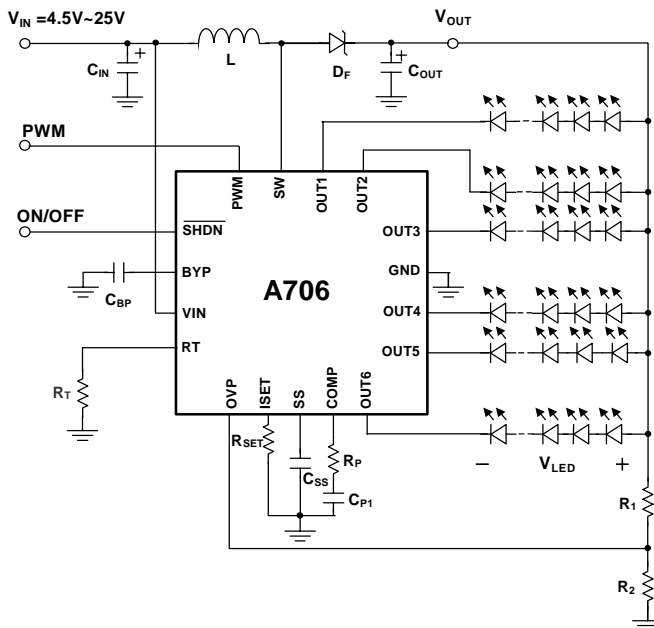 VIN =4.5V~25V
VOUT
CIN
+
L
DF
+
COUT
PWM
PWM
SW
OUT1
OUT2
ON/OFF
SHDN
OUT3
BYP
GND
CBP
A706
VIN
OUT4
RT
OUT5
RT
OVP
ISET
SS
COMP
OUT6
RSET
CSS
RP
CP1
–
VLED
+
R1
R2